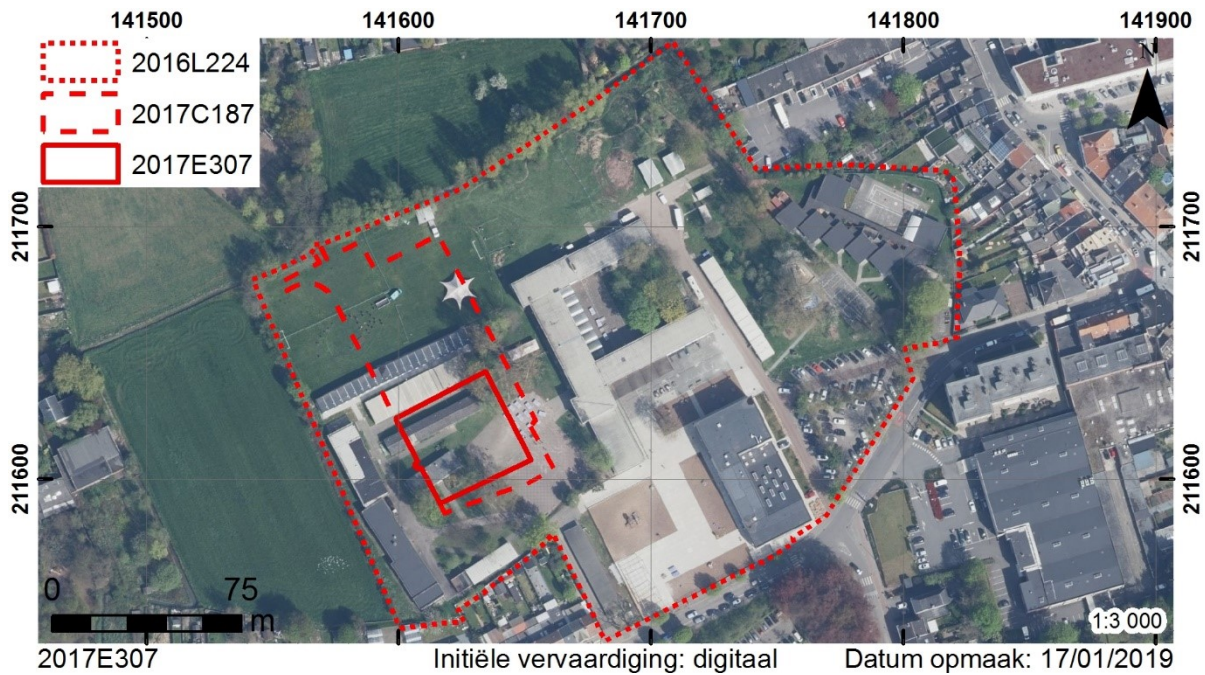 141500 141600 141700 141800 141900
2016L224
2017C187
2017E307
N
211700 211700
211600 211600
0 75
m
1:3 000
2017E307 Initiële vervaardiging: digitaal Datum opmaak: 17/01/2019